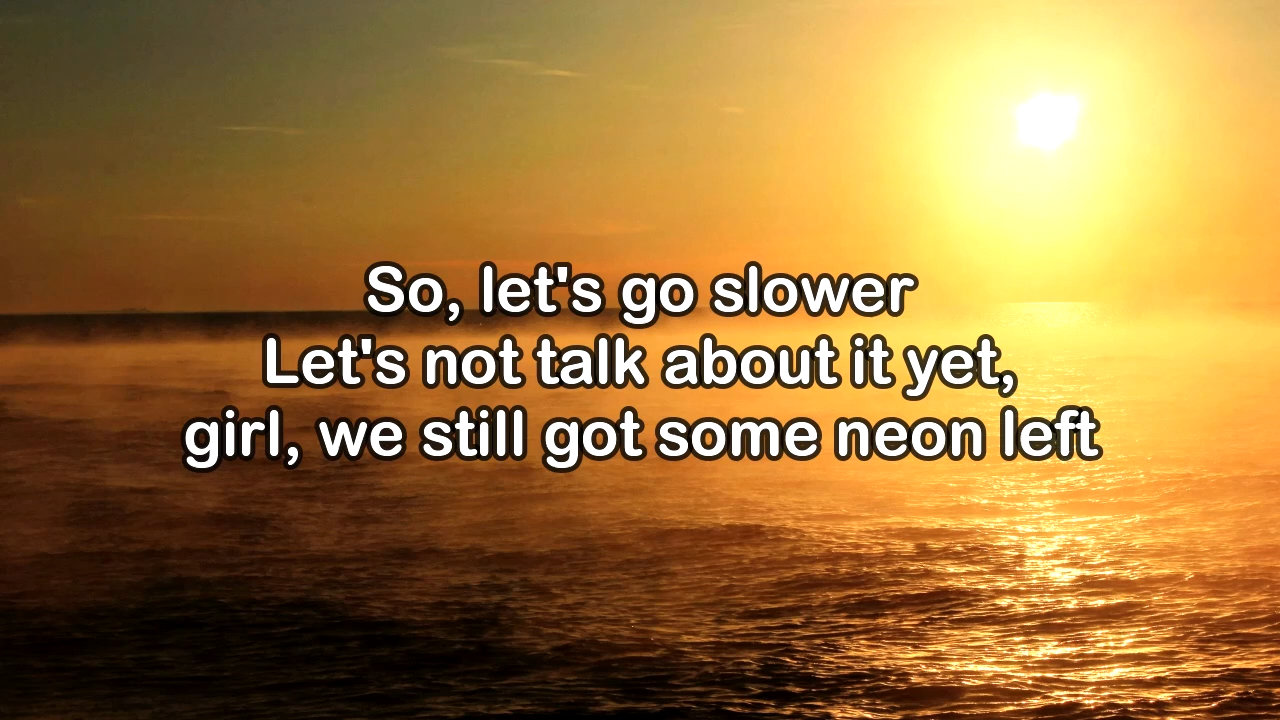 So, let's go slower
Let's not talk about it yet,
girl, we still got some neon left